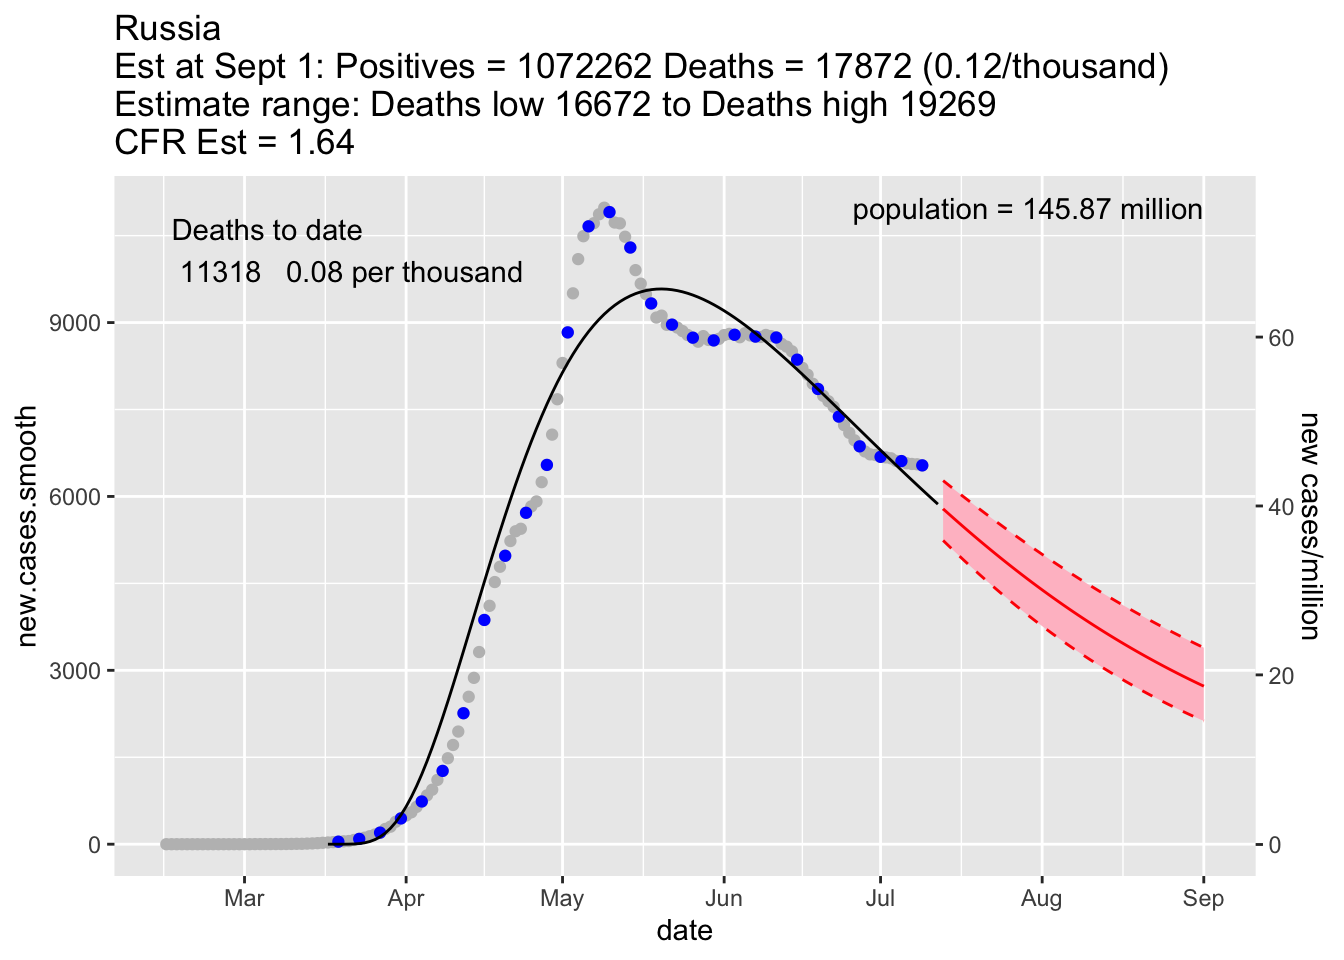 Russia
Est at Sept 1: Positives = 1072262 Deaths = 17872 (0.12/thousand)
Estimate range: Deaths low 16672 to Deaths high 19269
CFR Est = 1.64
population = 145.87 million
Deaths to date
11318   0.08 per thousand
new.cases.smooth
9000
6000
3000
0
60
40
20
0
new cases/million
Mar Apr May Jun Jul Aug Sep
date